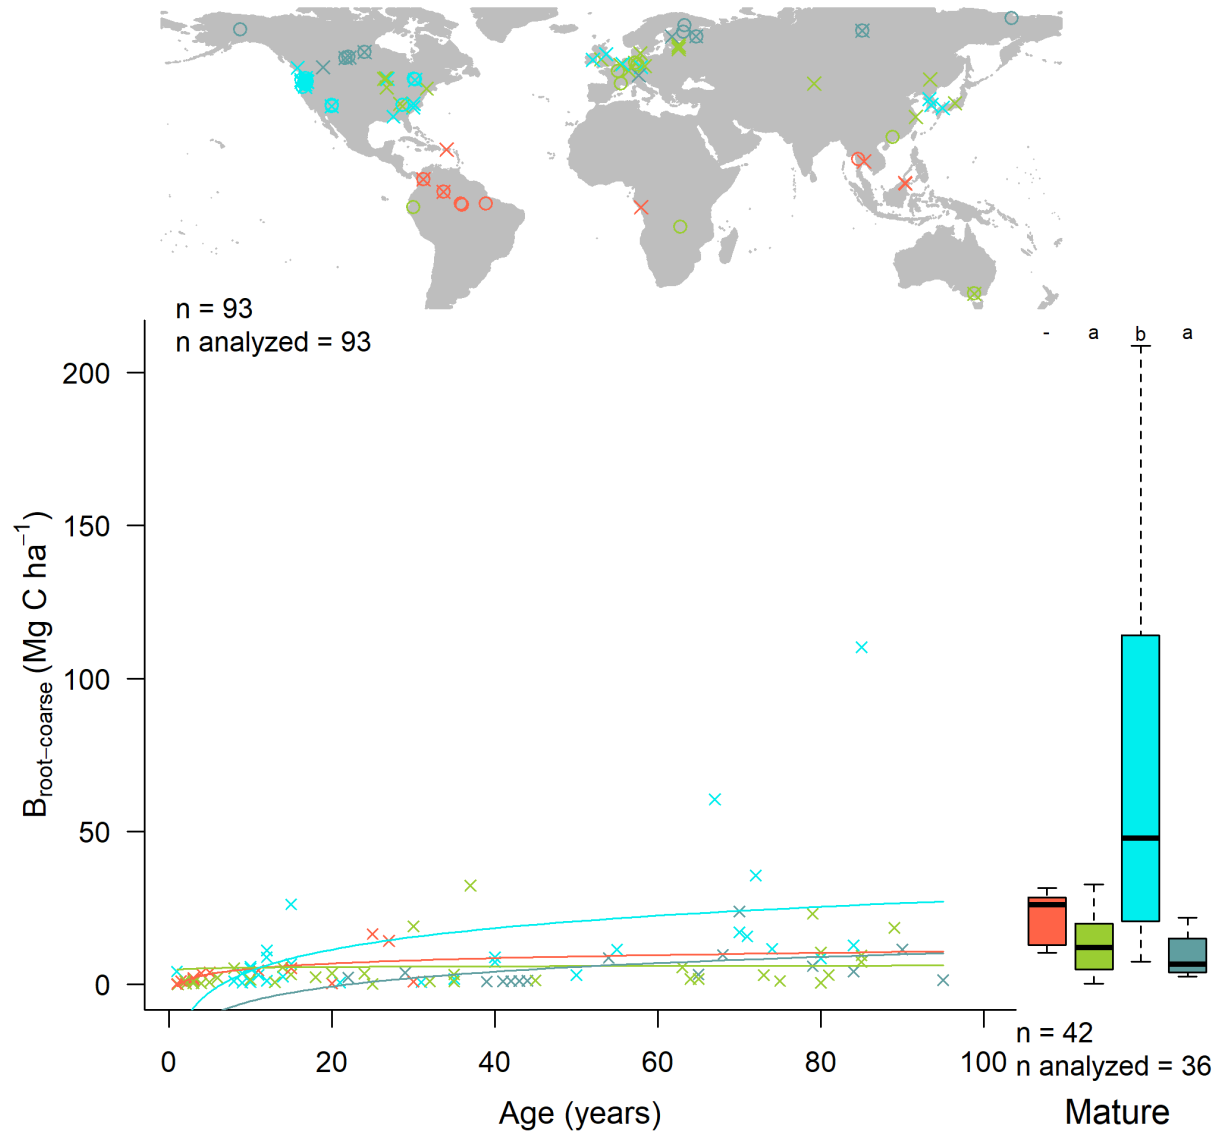 n = 93
n analyzed = 93
- a b a
200
150
100
50
0
B root−coarse (Mg C ha−1)
0 20 40 60 80 100
Age (years)
n = 42
n analyzed = 36
Mature